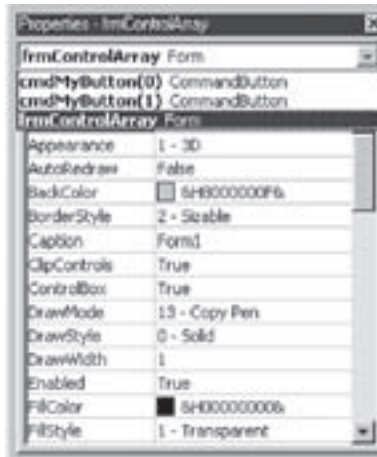 Properties - frmControlArray
frmControlArray Form
cmdMyButton(0) CommandButton
cmdMyButton(1) CommandButton
frmControlArray Form
Appearance 1 - 3D
AutoRedraw False
BackColor &H8000000F&
BorderStyle 2 - Sizable
Caption Form1
ClipControls True
ControlBox True
DrawMode 13 - Copy Pen
DrawStyle 0 - Solid
DrawWidth 1
Enabled True
FillColor &H00000000&
FillStyle 1 - Transparent